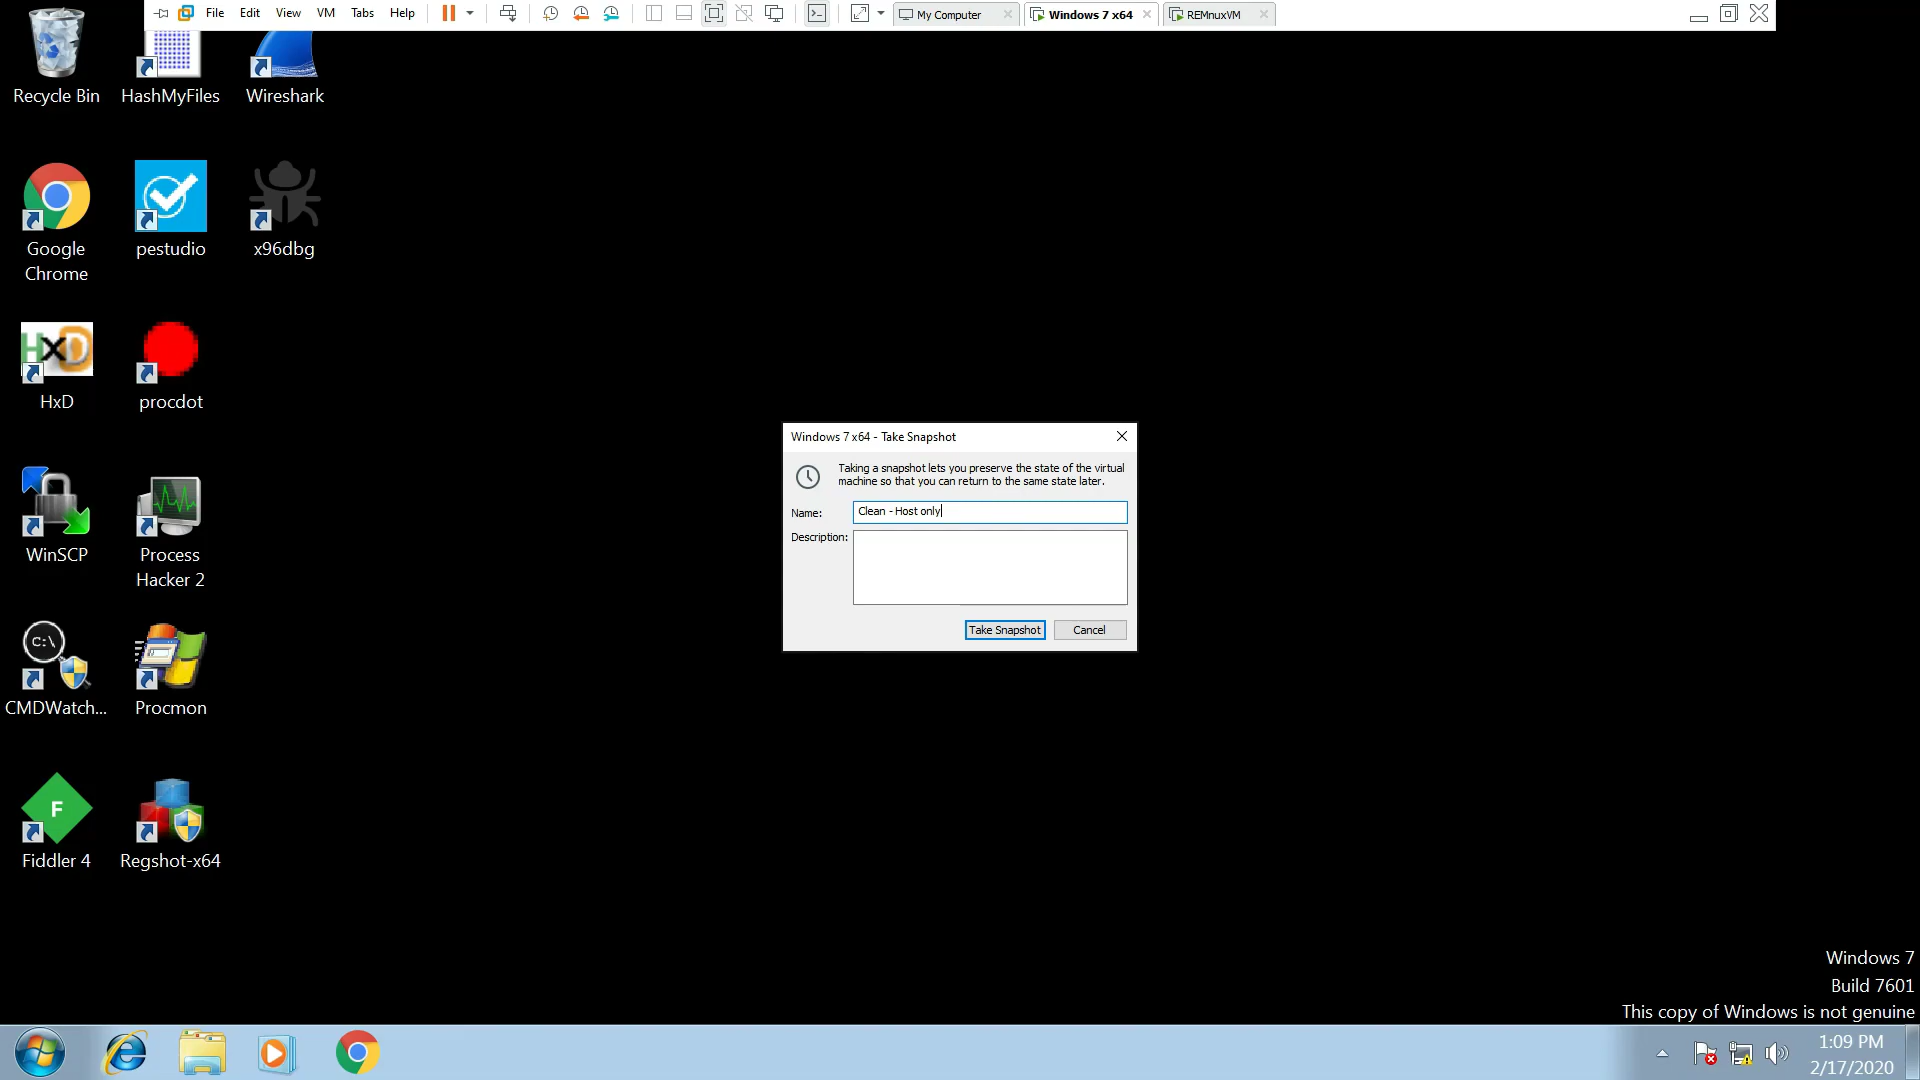 File Edit View VM Tabs Help
My Computer
Windows 7 x64
REMnuxVM
Recycle Bin
HashMyFiles
Wireshark
Google
Chrome
pestudio
x96dbg
HxD
HxD
procdot
WinSCP
Process
Hacker 2
C:\
CMDWatch...
Procmon
F
Fiddler 4
Regshot-x64
Windows 7 x64 - Take Snapshot
Taking a snapshot lets you preserve the state of the virtual
machine so that you can return to the same state later.
Name:
Clean - Host only
Description:
Take Snapshot
Cancel
Windows 7
Build 7601
This copy of Windows is not genuine
1:09 PM
2/17/2020